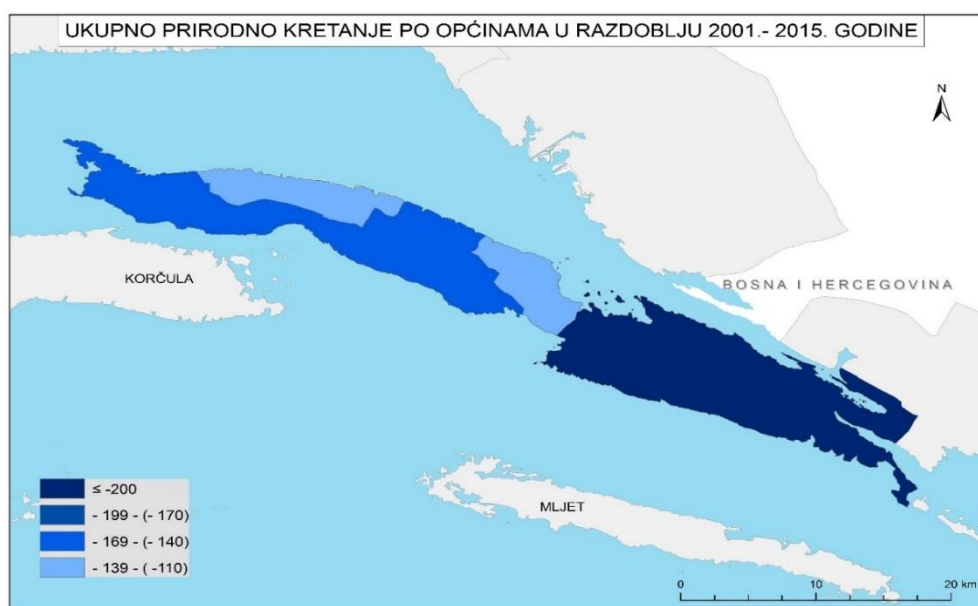 UKUPNO PRIRODNO KRETANJE PO OPĆINAMA U RAZDOBLJU 2001.- 2015. GODINE
N
KORČULA
BOSNA I HERCEGOVINA
MLJET
≤ -200
- 199 - (- 170)
- 169 - (- 140)
- 139 - ( -110)
0 10 20 km